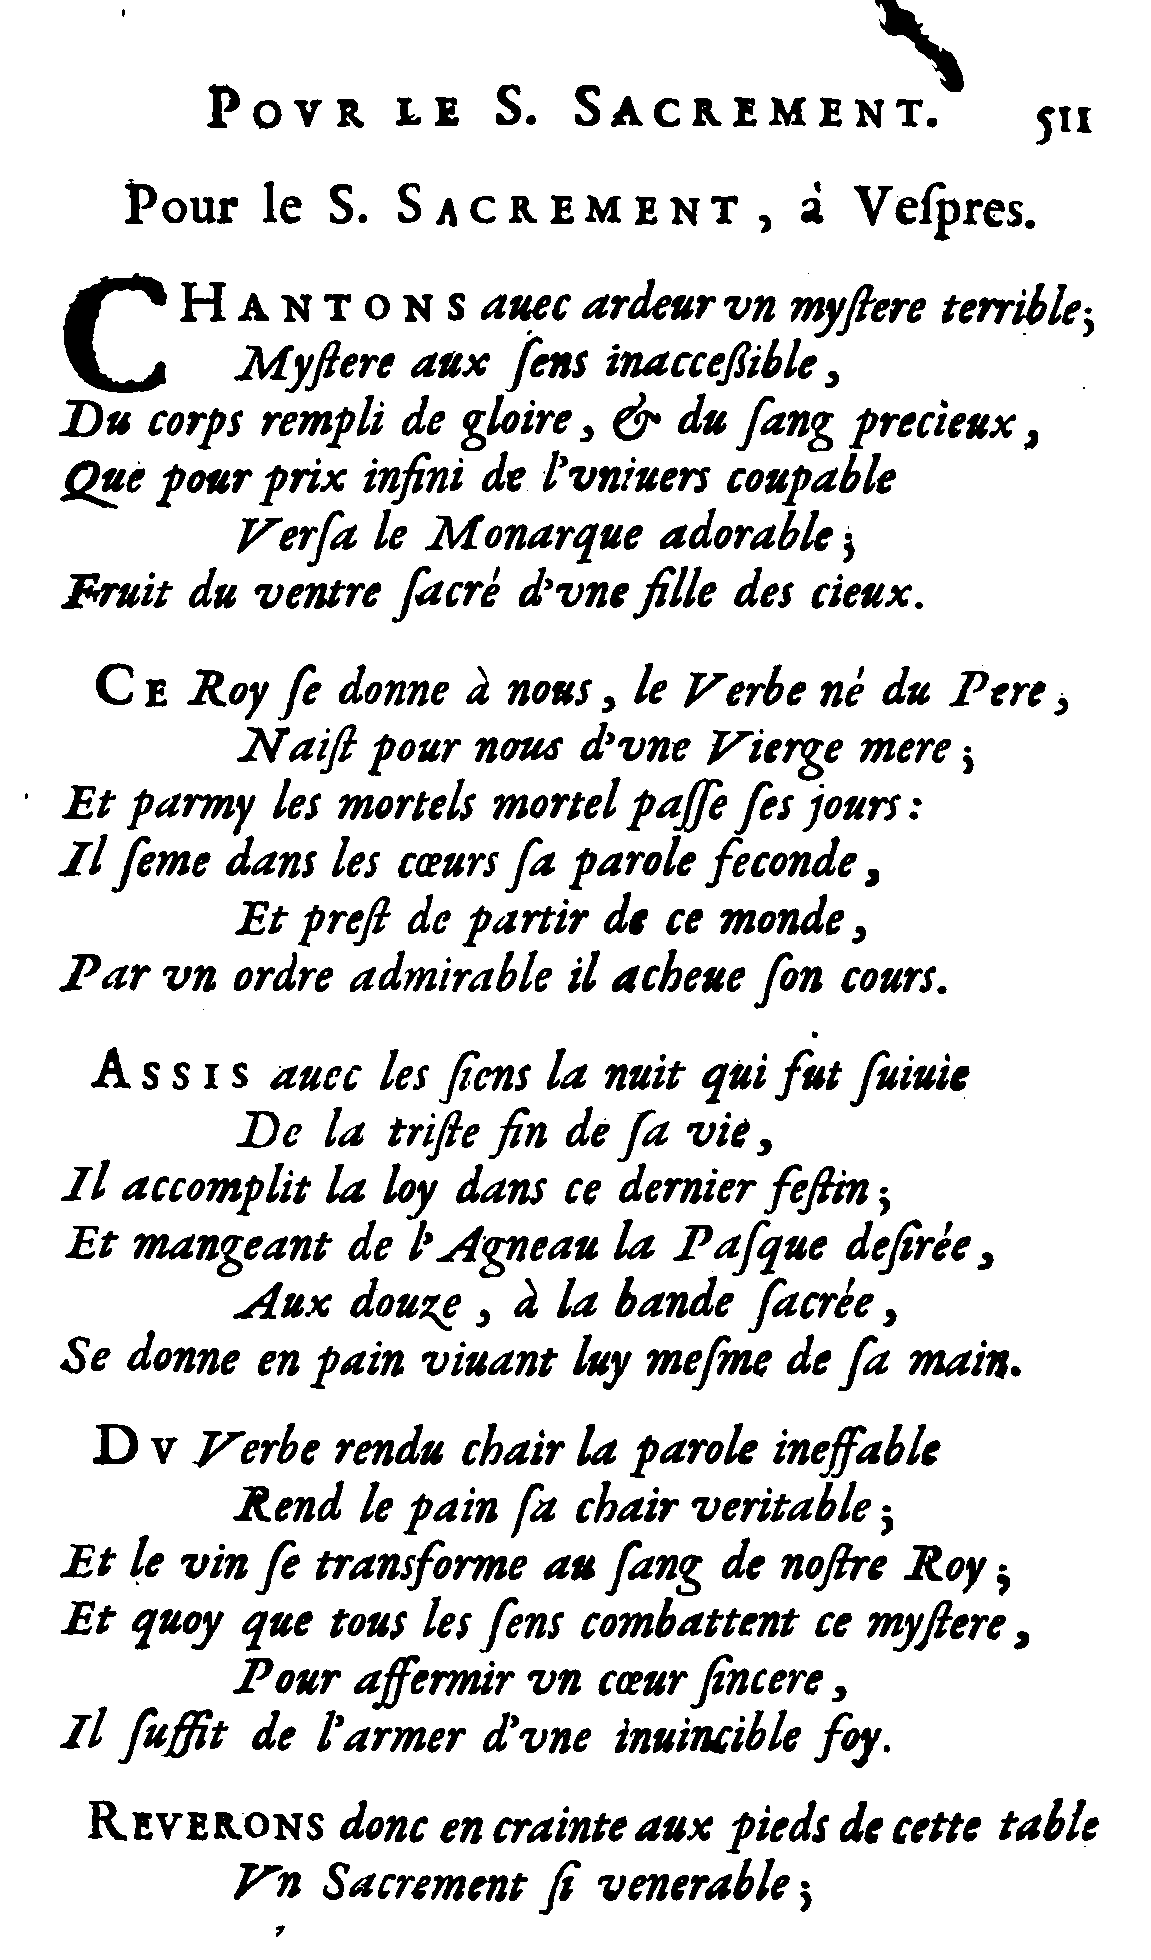 POVR LE S. SACREMENT. 511
Pour le S. SACREMENT, à Veſpres.
CHANTONS auec ardeur vn myſtere terrible;
Myſtere aux ſens inacceßible,
Du corps rempli de gloire, & du ſang precieux,
Que pour prix infini de l'vniuers coupable
Verſa le Monarque adorable;
Fruit du ventre ſacré d'vne fille des cieux.
CE Roy ſe donne à nous, le Verbe né du Pere,
Naiſt pour nous d'vne Vierge mere;
Et parmy les mortels mortel paſſe ſes jours:
Il ſeme dans les cœurs ſa parole feconde,
Et preſt de partir de ce monde,
Par vn ordre admirable il acheue ſon cours.
ASSIS auec les ſiens la nuit qui fut ſuiuie
De la triſte fin de ſa vie,
Il accomplit la loy dans ce dernier feſtin;
Et mangeant de l'Agneau la Paſque deſirée,
Aux douze, à la bande ſacrée,
Se donne en pain viuant luy meſme de ſa main.
DV Verbe rendu chair la parole ineffable
Rend le pain ſa chair veritable;
Et le vin ſe transforme au ſang de noſtre Roy;
Et quoy que tous les ſens combattent ce myſtere,
Pour affermir vn cœur ſincere,
Il ſuffit de l'armer d'vne inuincible foy.
REVERONS donc en crainte aux pieds de cette table
Vn Sacrement ſi venerable;